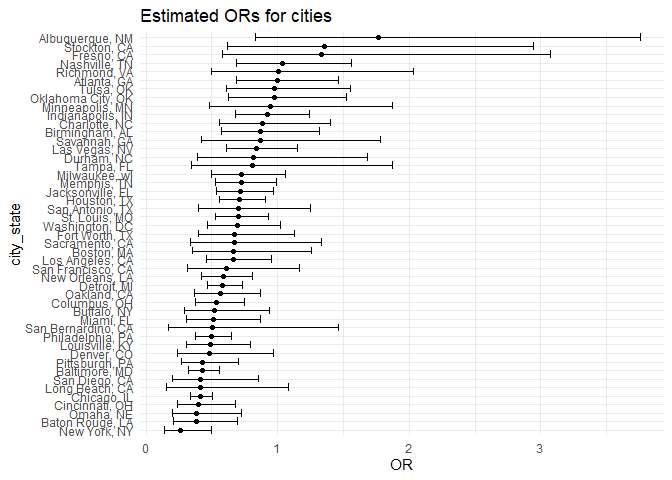 Estimated ORs for cities
city_state
Albuquerque, NM
Stockton, CA
Fresno, CA
Nashville, TN
Richmond, VA
Atlanta, GA
Tulsa, OK
Oklahoma City, OK
Minneapolis, MN
Indianapolis, IN
Charlotte, NC
Birmingham, AL
Savannah, GA
Las Vegas, NV
Durham, NC
Tampa, FL
Milwaukee, wI
Memphis, TN
Jacksonville, FL
Houston, TX
San Antonio, TX
St. Louis, MO
Washington, DC
Fort Worth, TX
Sacramento, CA
Boston, MA
Los Angeles, CA
San Francisco, CA
New Orleans, LA
Detroit, MI
Oakland, CA
Columbus, OH
Buffalo, NY
Miami, FL
San Bernardino, CA
Philadelphia, PA
Louisville, KY
Denver, CO
Pittsburgh, PA
Baltimore, MD
San Diego, CA
Long Beach, CA
Chicago, IL
Cincinnati, OH
Omaha, NE
Baton Rouge, LA
New York, NY
0 1 2 3
OR